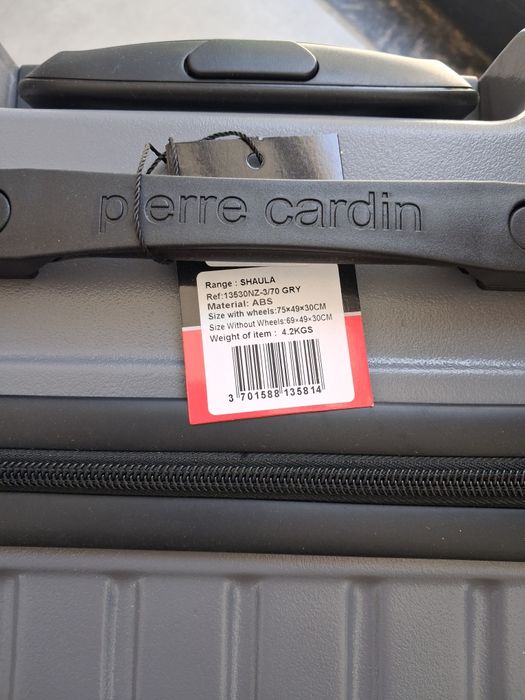 pierre cardin
Range : SHAULA
Ref:13530NZ-3/70 GRY
Material: ABS
Size with wheels:75×49×30CM
Size Without Wheels:69×49×30CM
Weight of item : 4.2KGS
3 701588 135814